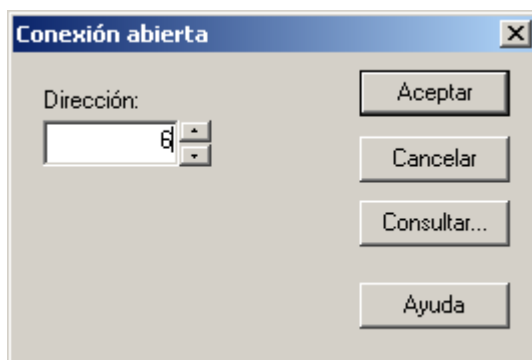 Conexión abierta
Dirección:
6
Aceptar
Cancelar
Consultar...
Ayuda